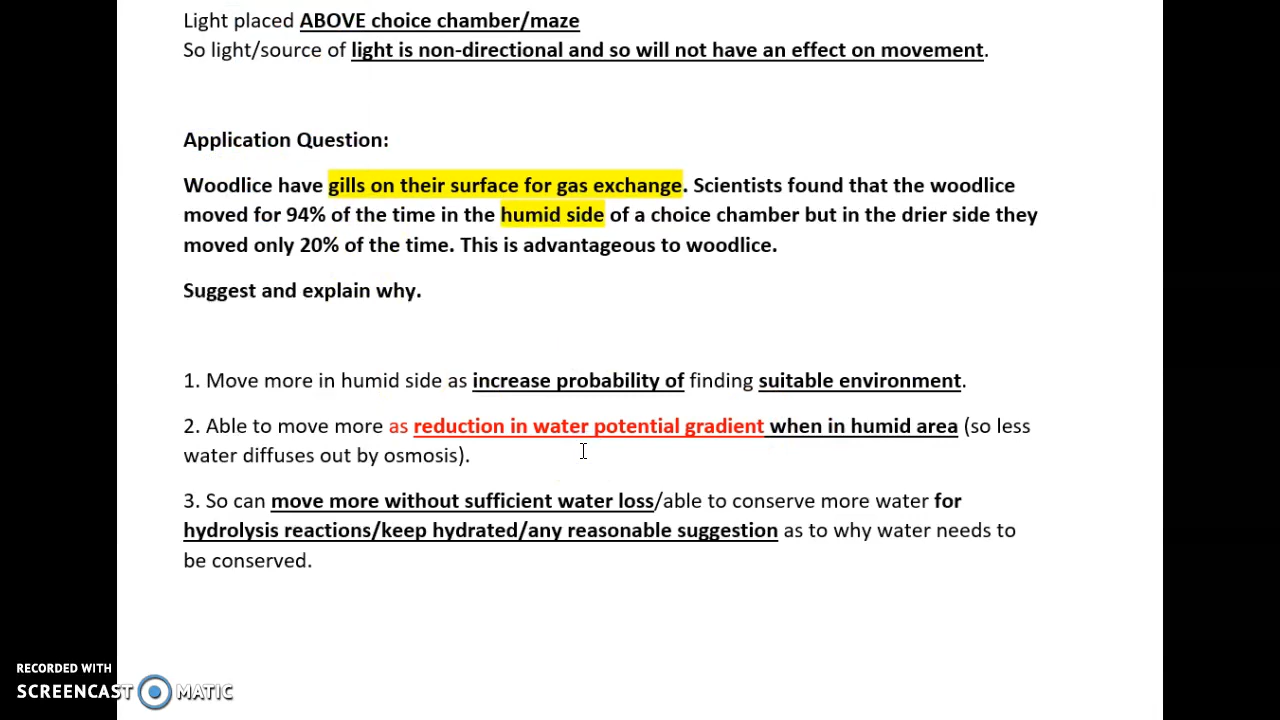 Light placed ABOVE choice chamber/maze
So light/source of light is non-directional and so will not have an effect on movement.
Application Question:
Woodlice have gills on their surface for gas exchange. Scientists found that the woodlice
moved for 94% of the time in the humid side of a choice chamber but in the drier side they
moved only 20% of the time. This is advantageous to woodlice.
Suggest and explain why.
1. Move more in humid side as increase probability of finding suitable environment.
2. Able to move more as reduction in water potential gradient when in humid area (so less
water diffuses out by osmosis).
3. So can move more without sufficient water loss/able to conserve more water for
hydrolysis reactions/keep hydrated/any reasonable suggestion as to why water needs to
be conserved.
RECORDED WITH
SCREENCAST MATIC